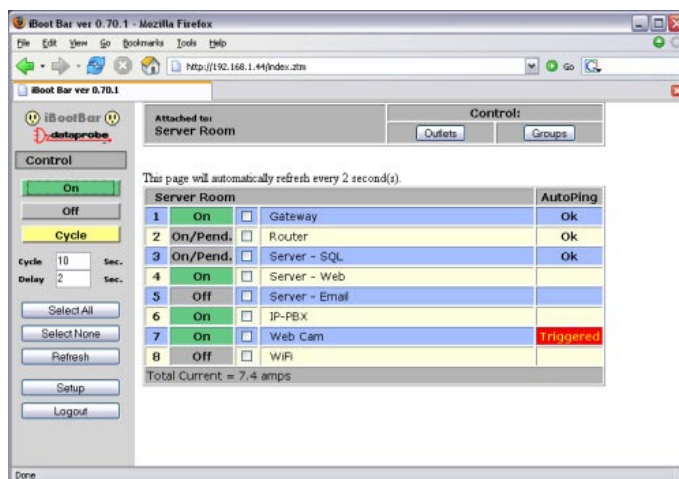 iBoot Bar ver 0.70.1 - Mozilla Firefox
File Edit View Go Bookmarks Tools Help
http://192.168.1.44/index.ztm Go
iBoot Bar ver 0.70.1
iBootBar
dataprobe
Attached to:
Server Room
Control:
Outlets Groups
Control
On
Off
Cycle
Cycle 10 Sec.
Delay 2 Sec.
Select All
Select None
Refresh
Setup
Logout
This page will automatically refresh every 2 second(s).
Server Room AutoPing
1 On Gateway Ok
2 On/Pend. Router Ok
3 On/Pend. Server - SQL Ok
4 On Server - Web
5 Off Server - Email
6 On IP-PBX
7 On Web Cam Triggered
8 Off WiFi
Total Current = 7.4 amps
Done